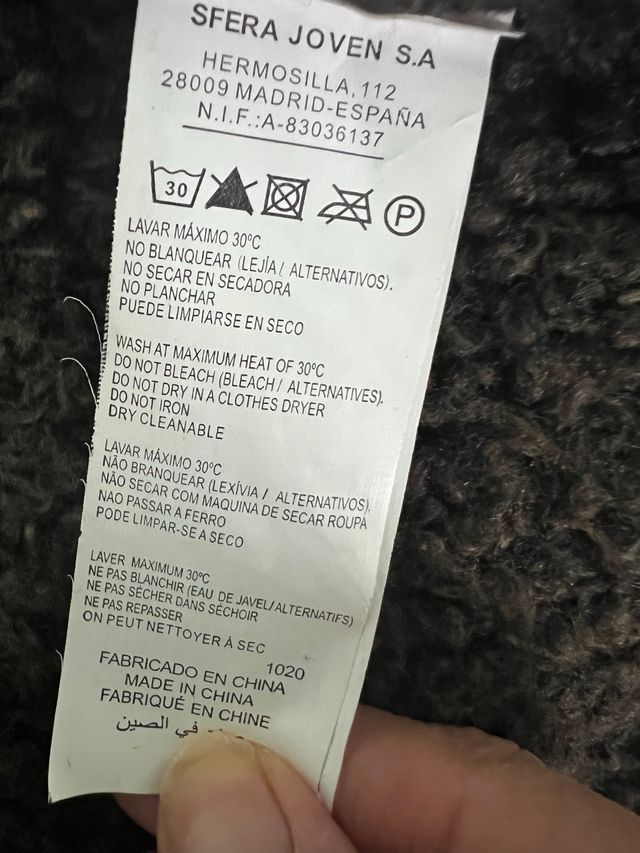 SFERA JOVEN S.A
HERMOSILLA, 112
28009 MADRID-ESPAÑA
N.I.F.:A-83036137
30 P
LAVAR MÁXIMO 30ºC
NO BLANQUEAR (LEJÍA / ALTERNATIVOS).
NO SECAR EN SECADORA
NO PLANCHAR
PUEDE LIMPIARSE EN SECO
WASH AT MAXIMUM HEAT OF 30ºC
DO NOT BLEACH (BLEACH / ALTERNATIVES).
DO NOT DRY IN A CLOTHES DRYER
DO NOT IRON
DRY CLEANABLE
LAVAR MÁXIMO 30ºC
NÃO BRANQUEAR (LEXÍVIA / ALTERNATIVOS).
NÃO SECAR COM MAQUINA DE SECAR ROUPA
NAO PASSAR A FERRO
PODE LIMPAR-SE A SECO
LAVER MAXIMUM 30ºC
NE PAS BLANCHIR (EAU DE JAVEL/ALTERNATIFS)
NE PAS SÉCHER DANS SÉCHOIR
NE PAS REPASSER
ON PEUT NETTOYER À SEC
1020
FABRICADO EN CHINA
MADE IN CHINA
FABRIQUÉ EN CHINE
في الصين